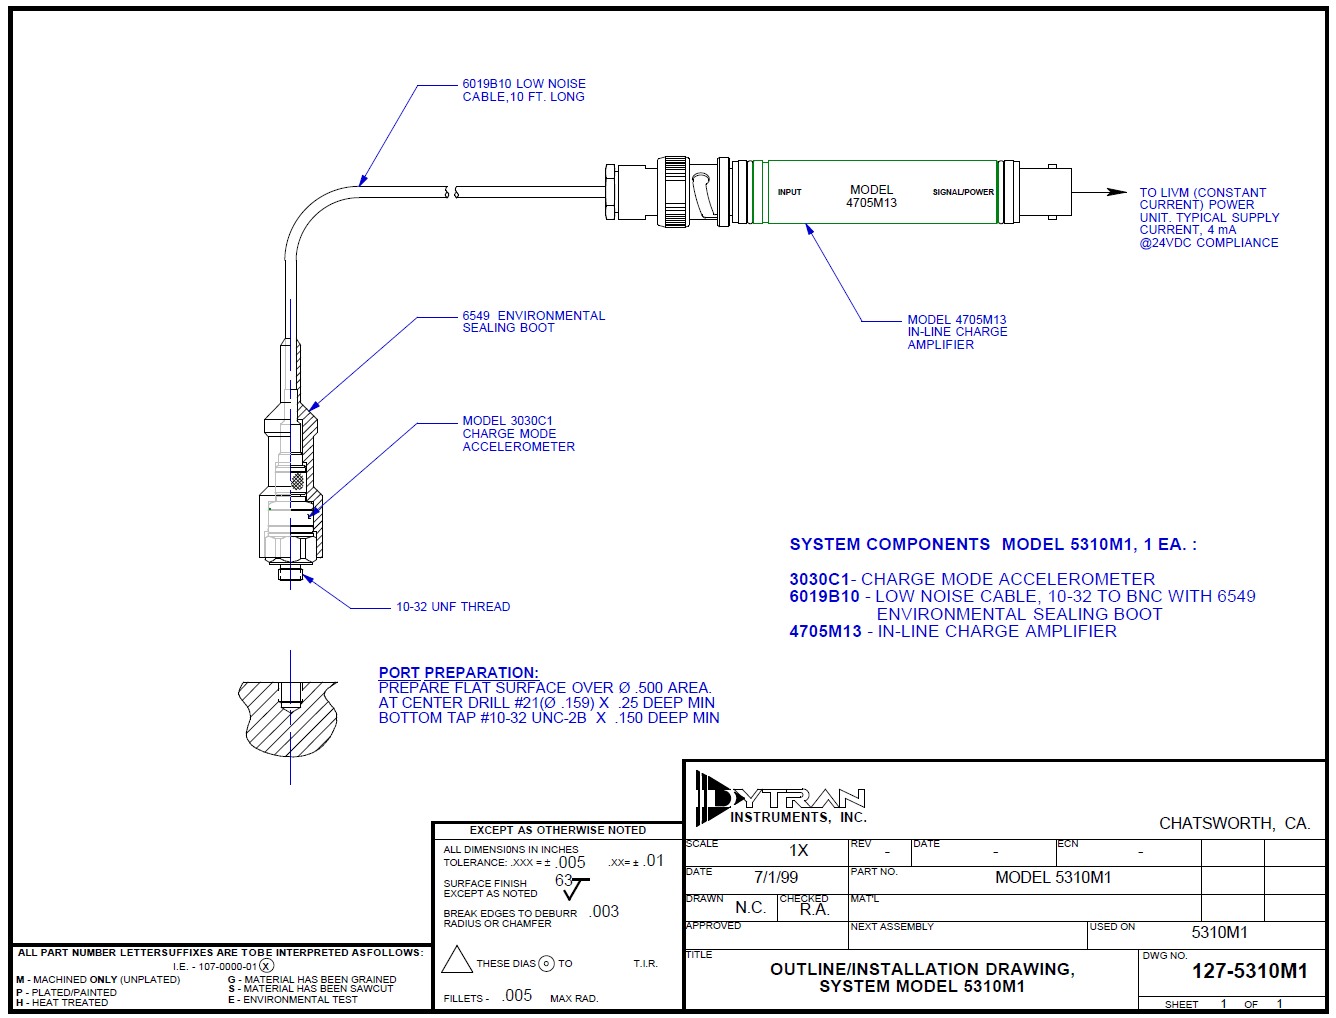 6019B10 LOW NOISE
CABLE,10 FT. LONG
INPUT
MODEL
4705M13
SIGNAL/POWER
TO LIVM (CONSTANT
CURRENT) POWER
UNIT. TYPICAL SUPPLY
CURRENT, 4 mA
@24VDC COMPLIANCE
6549 ENVIRONMENTAL
SEALING BOOT
MODEL 4705M13
IN-LINE CHARGE
AMPLIFIER
MODEL 3030C1
CHARGE MODE
ACCELEROMETER
10-32 UNF THREAD
SYSTEM COMPONENTS MODEL 5310M1, 1 EA. :
3030C1- CHARGE MODE ACCELEROMETER
6019B10 - LOW NOISE CABLE, 10-32 TO BNC WITH 6549
ENVIRONMENTAL SEALING BOOT
4705M13 - IN-LINE CHARGE AMPLIFIER
PORT PREPARATION:
PREPARE FLAT SURFACE OVER Ø .500 AREA.
AT CENTER DRILL #21(Ø .159) X .25 DEEP MIN
BOTTOM TAP #10-32 UNC-2B X .150 DEEP MIN
ALL PART NUMBER LETTERSUFFIXES ARE TOBE INTERPRETED ASFOLLOWS:
I.E. - 107-0000-01 X
M - MACHINED ONLY (UNPLATED)
P - PLATED/PAINTED
H - HEAT TREATED
G - MATERIAL HAS BEEN GRAINED
S - MATERIAL HAS BEEN SAWCUT
E - ENVIRONMENTAL TEST
EXCEPT AS OTHERWISE NOTED
ALL DIMENSIONS IN INCHES
TOLERANCE: .XXX = ± .005 .XX= ± .01
SURFACE FINISH
EXCEPT AS NOTED
63
BREAK EDGES TO DEBURR .003
RADIUS OR CHAMFER
THESE DIAS TO T.I.R.
FILLETS - .005 MAX RAD.
DYTRAN
INSTRUMENTS, INC.
CHATSWORTH, CA.
SCALE 1X
REV -
DATE -
ECN -
DATE 7/1/99
PART NO. MODEL 5310M1
DRAWN N.C.
CHECKED R.A.
MAT'L
APPROVED
NEXT ASSEMBLY
USED ON 5310M1
TITLE
OUTLINE/INSTALLATION DRAWING,
SYSTEM MODEL 5310M1
DWG NO.
127-5310M1
SHEET 1 OF 1